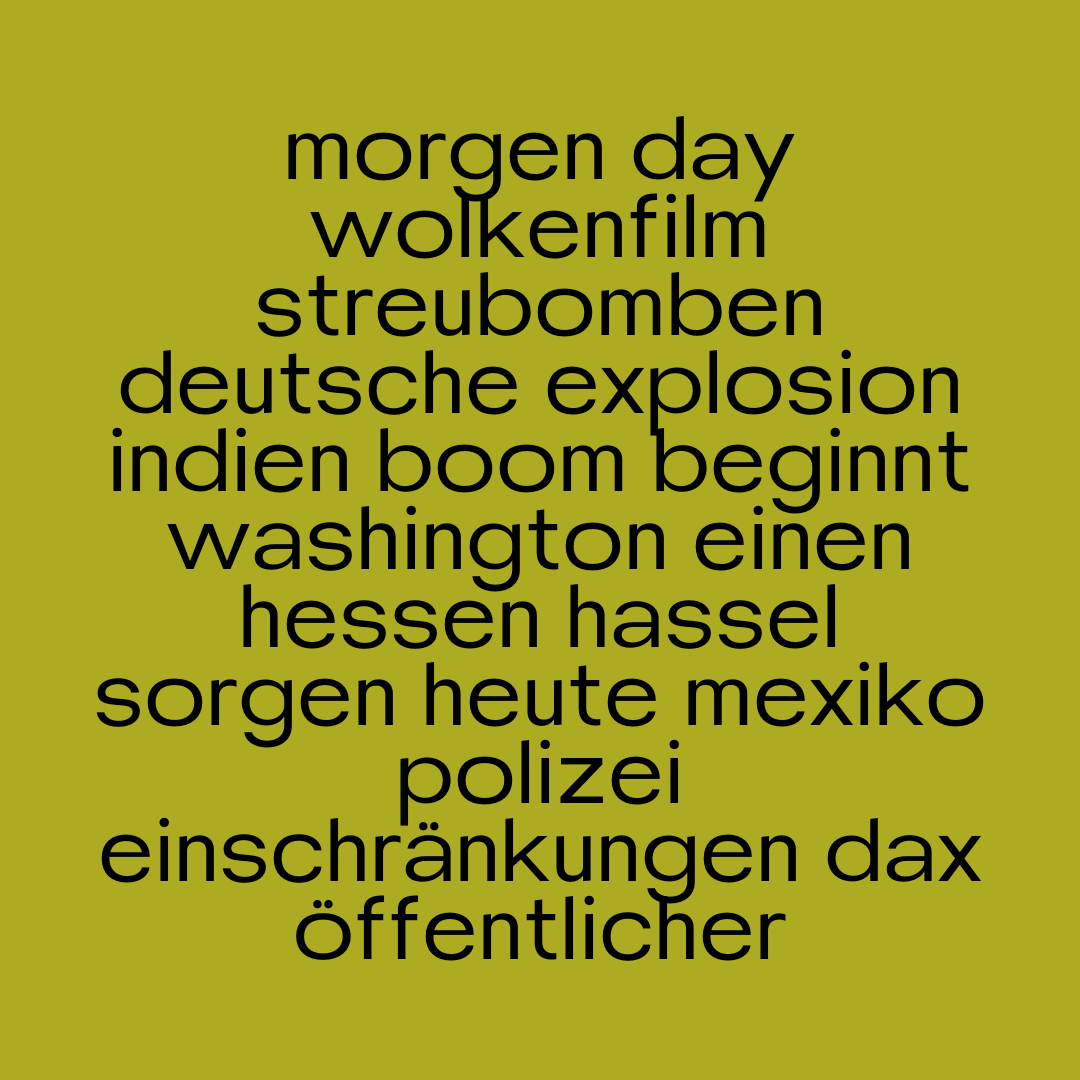 morgen day
wolkenfilm
streubomben
deutsche explosion
indien boom beginnt
washington einen
hessen hassel
sorgen heute mexiko
polizei
einschränkungen dax
öffentlicher